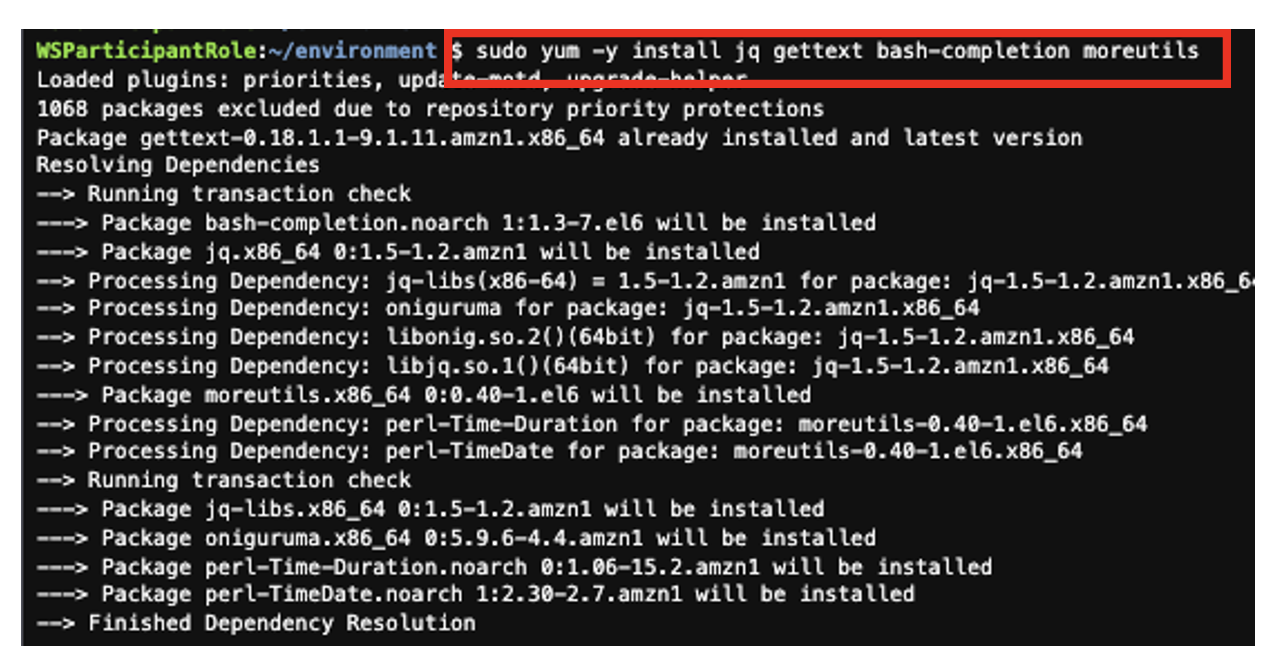 WSParticipantRole:~/environment $ sudo yum -y install jq gettext bash-completion moreutils
Loaded plugins: priorities, update-motd, upgrade-helper
1068 packages excluded due to repository priority protections
Package gettext-0.18.1.1-9.1.11.amzn1.x86_64 already installed and latest version
Resolving Dependencies
--> Running transaction check
---> Package bash-completion.noarch 1:1.3-7.el6 will be installed
---> Package jq.x86_64 0:1.5-1.2.amzn1 will be installed
--> Processing Dependency: jq-libs(x86-64) = 1.5-1.2.amzn1 for package: jq-1.5-1.2.amzn1.x86_64
--> Processing Dependency: oniguruma for package: jq-1.5-1.2.amzn1.x86_64
--> Processing Dependency: libonig.so.2()(64bit) for package: jq-1.5-1.2.amzn1.x86_64
--> Processing Dependency: libjq.so.1()(64bit) for package: jq-1.5-1.2.amzn1.x86_64
---> Package moreutils.x86_64 0:0.40-1.el6 will be installed
--> Processing Dependency: perl-Time-Duration for package: moreutils-0.40-1.el6.x86_64
--> Processing Dependency: perl-TimeDate for package: moreutils-0.40-1.el6.x86_64
--> Running transaction check
---> Package jq-libs.x86_64 0:1.5-1.2.amzn1 will be installed
---> Package oniguruma.x86_64 0:5.9.6-4.4.amzn1 will be installed
---> Package perl-Time-Duration.noarch 0:1.06-15.2.amzn1 will be installed
---> Package perl-TimeDate.noarch 1:2.30-2.7.amzn1 will be installed
--> Finished Dependency Resolution